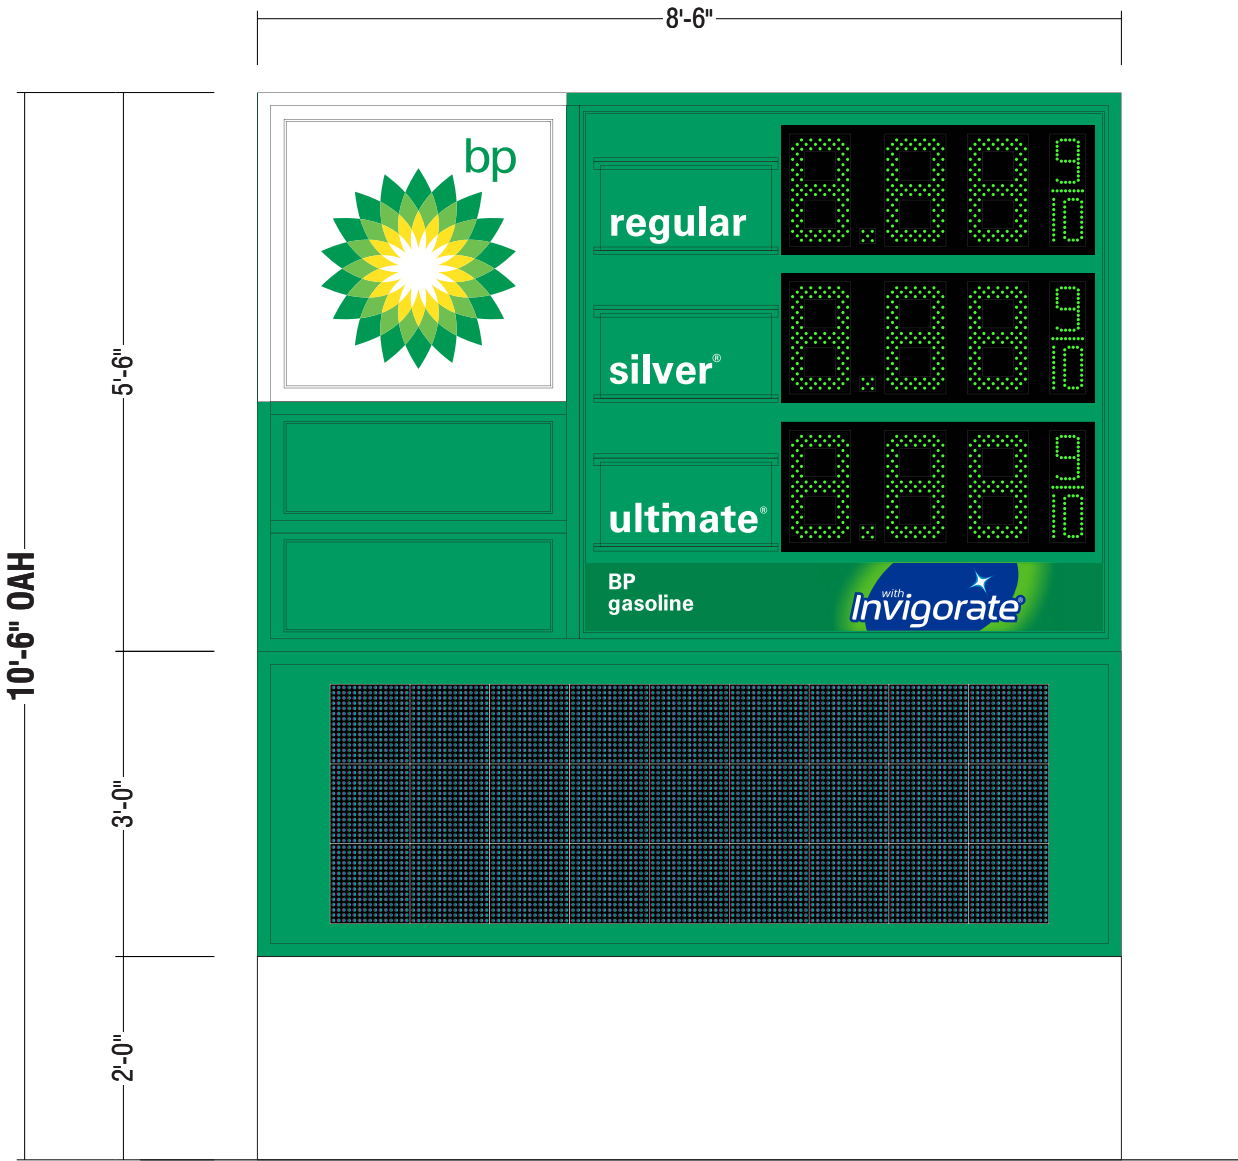 8'-6"
10'-6" OAH
5'-6"
3'-0"
2'-0"
bp
regular
8.88 9/10
silver®
8.88 9/10
ultimate®
8.88 9/10
BP
gasoline
with
Invigorate®